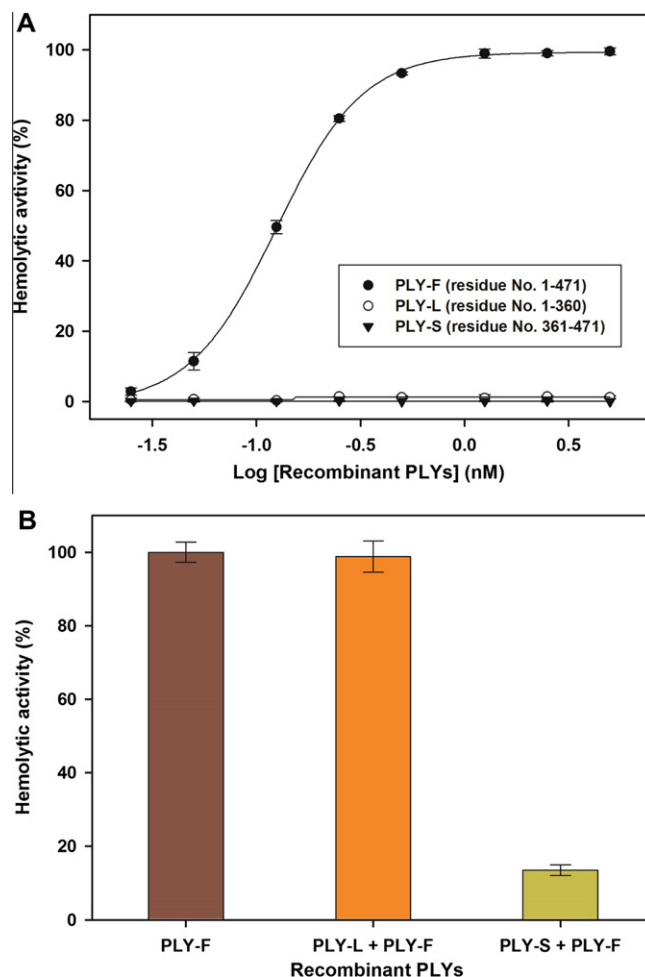 A
Hemolytic avtivity (%)
100
80
60
40
20
0
PLY-F (residue No. 1-471)
PLY-L (residue No. 1-360)
PLY-S (residue No. 361-471)
-1.5 -1.0 -0.5 0.0 0.5
Log [Recombinant PLYs] (nM)
B
Hemolytic activity (%)
100
80
60
40
20
0
PLY-F PLY-L + PLY-F PLY-S + PLY-F
Recombinant PLYs